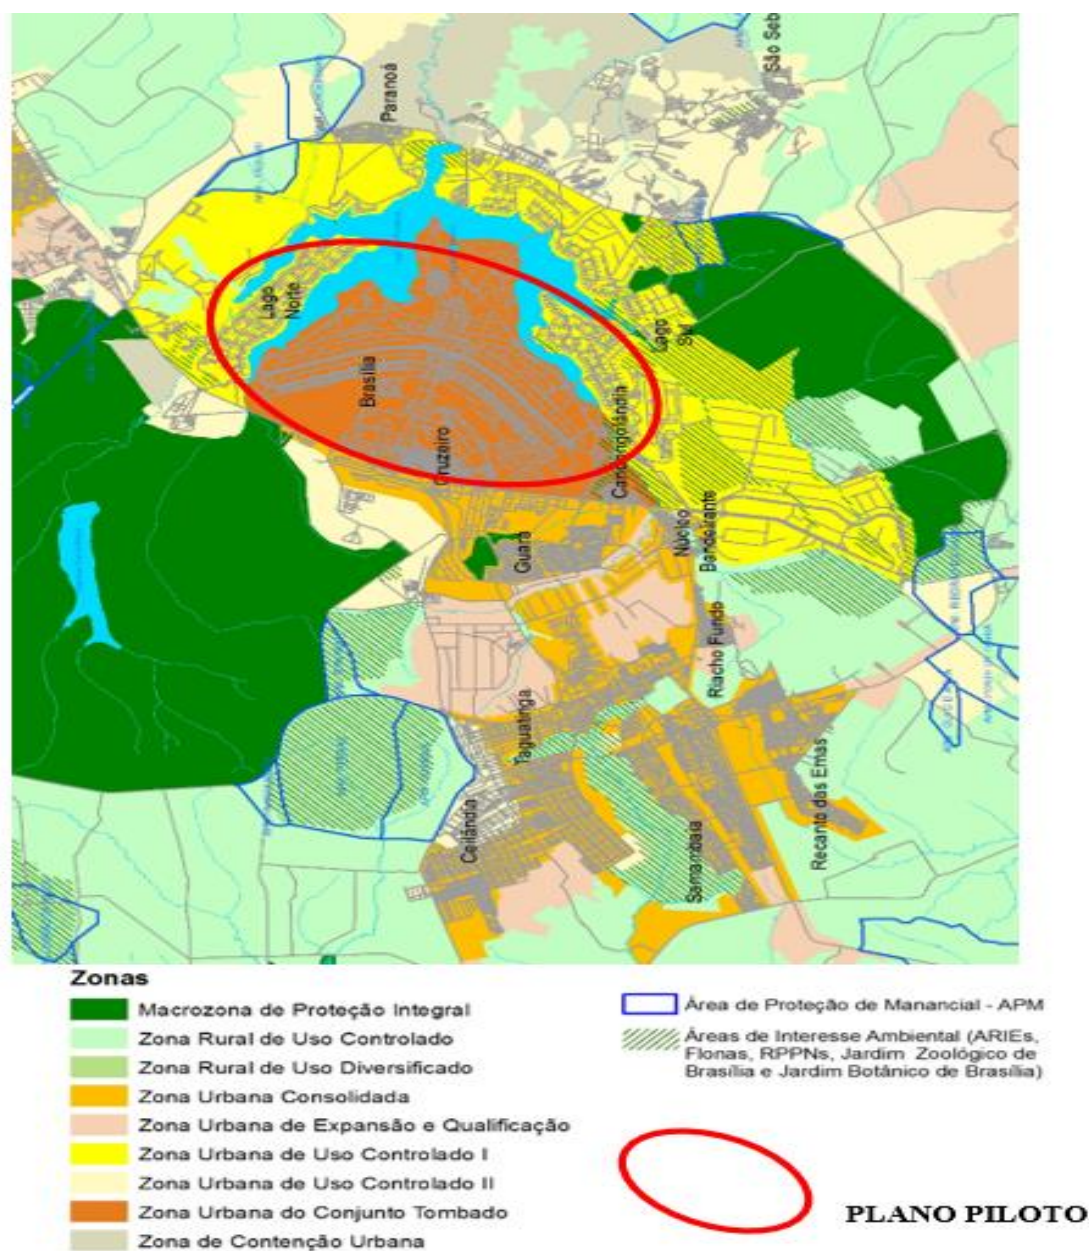 Paranoá
São Seb
Lago
Norte
Brasília
Lago
Sul
Cruzeiro
Candangolândia
Guará
Núcleo
Bandeirante
Riacho Fundo
Taguatinga
Ceilândia
Samambaia
Recanto das Emas
Zonas
Macrozona de Proteção Integral
Zona Rural de Uso Controlado
Zona Rural de Uso Diversificado
Zona Urbana Consolidada
Zona Urbana de Expansão e Qualificação
Zona Urbana de Uso Controlado I
Zona Urbana de Uso Controlado II
Zona Urbana do Conjunto Tombado
Zona de Contenção Urbana
Área de Proteção de Manancial - APM
Áreas de Interesse Ambiental (ARIEs,
Flonas, RPPNs, Jardim Zoológico de
Brasília e Jardim Botânico de Brasília)
PLANO PILOTO